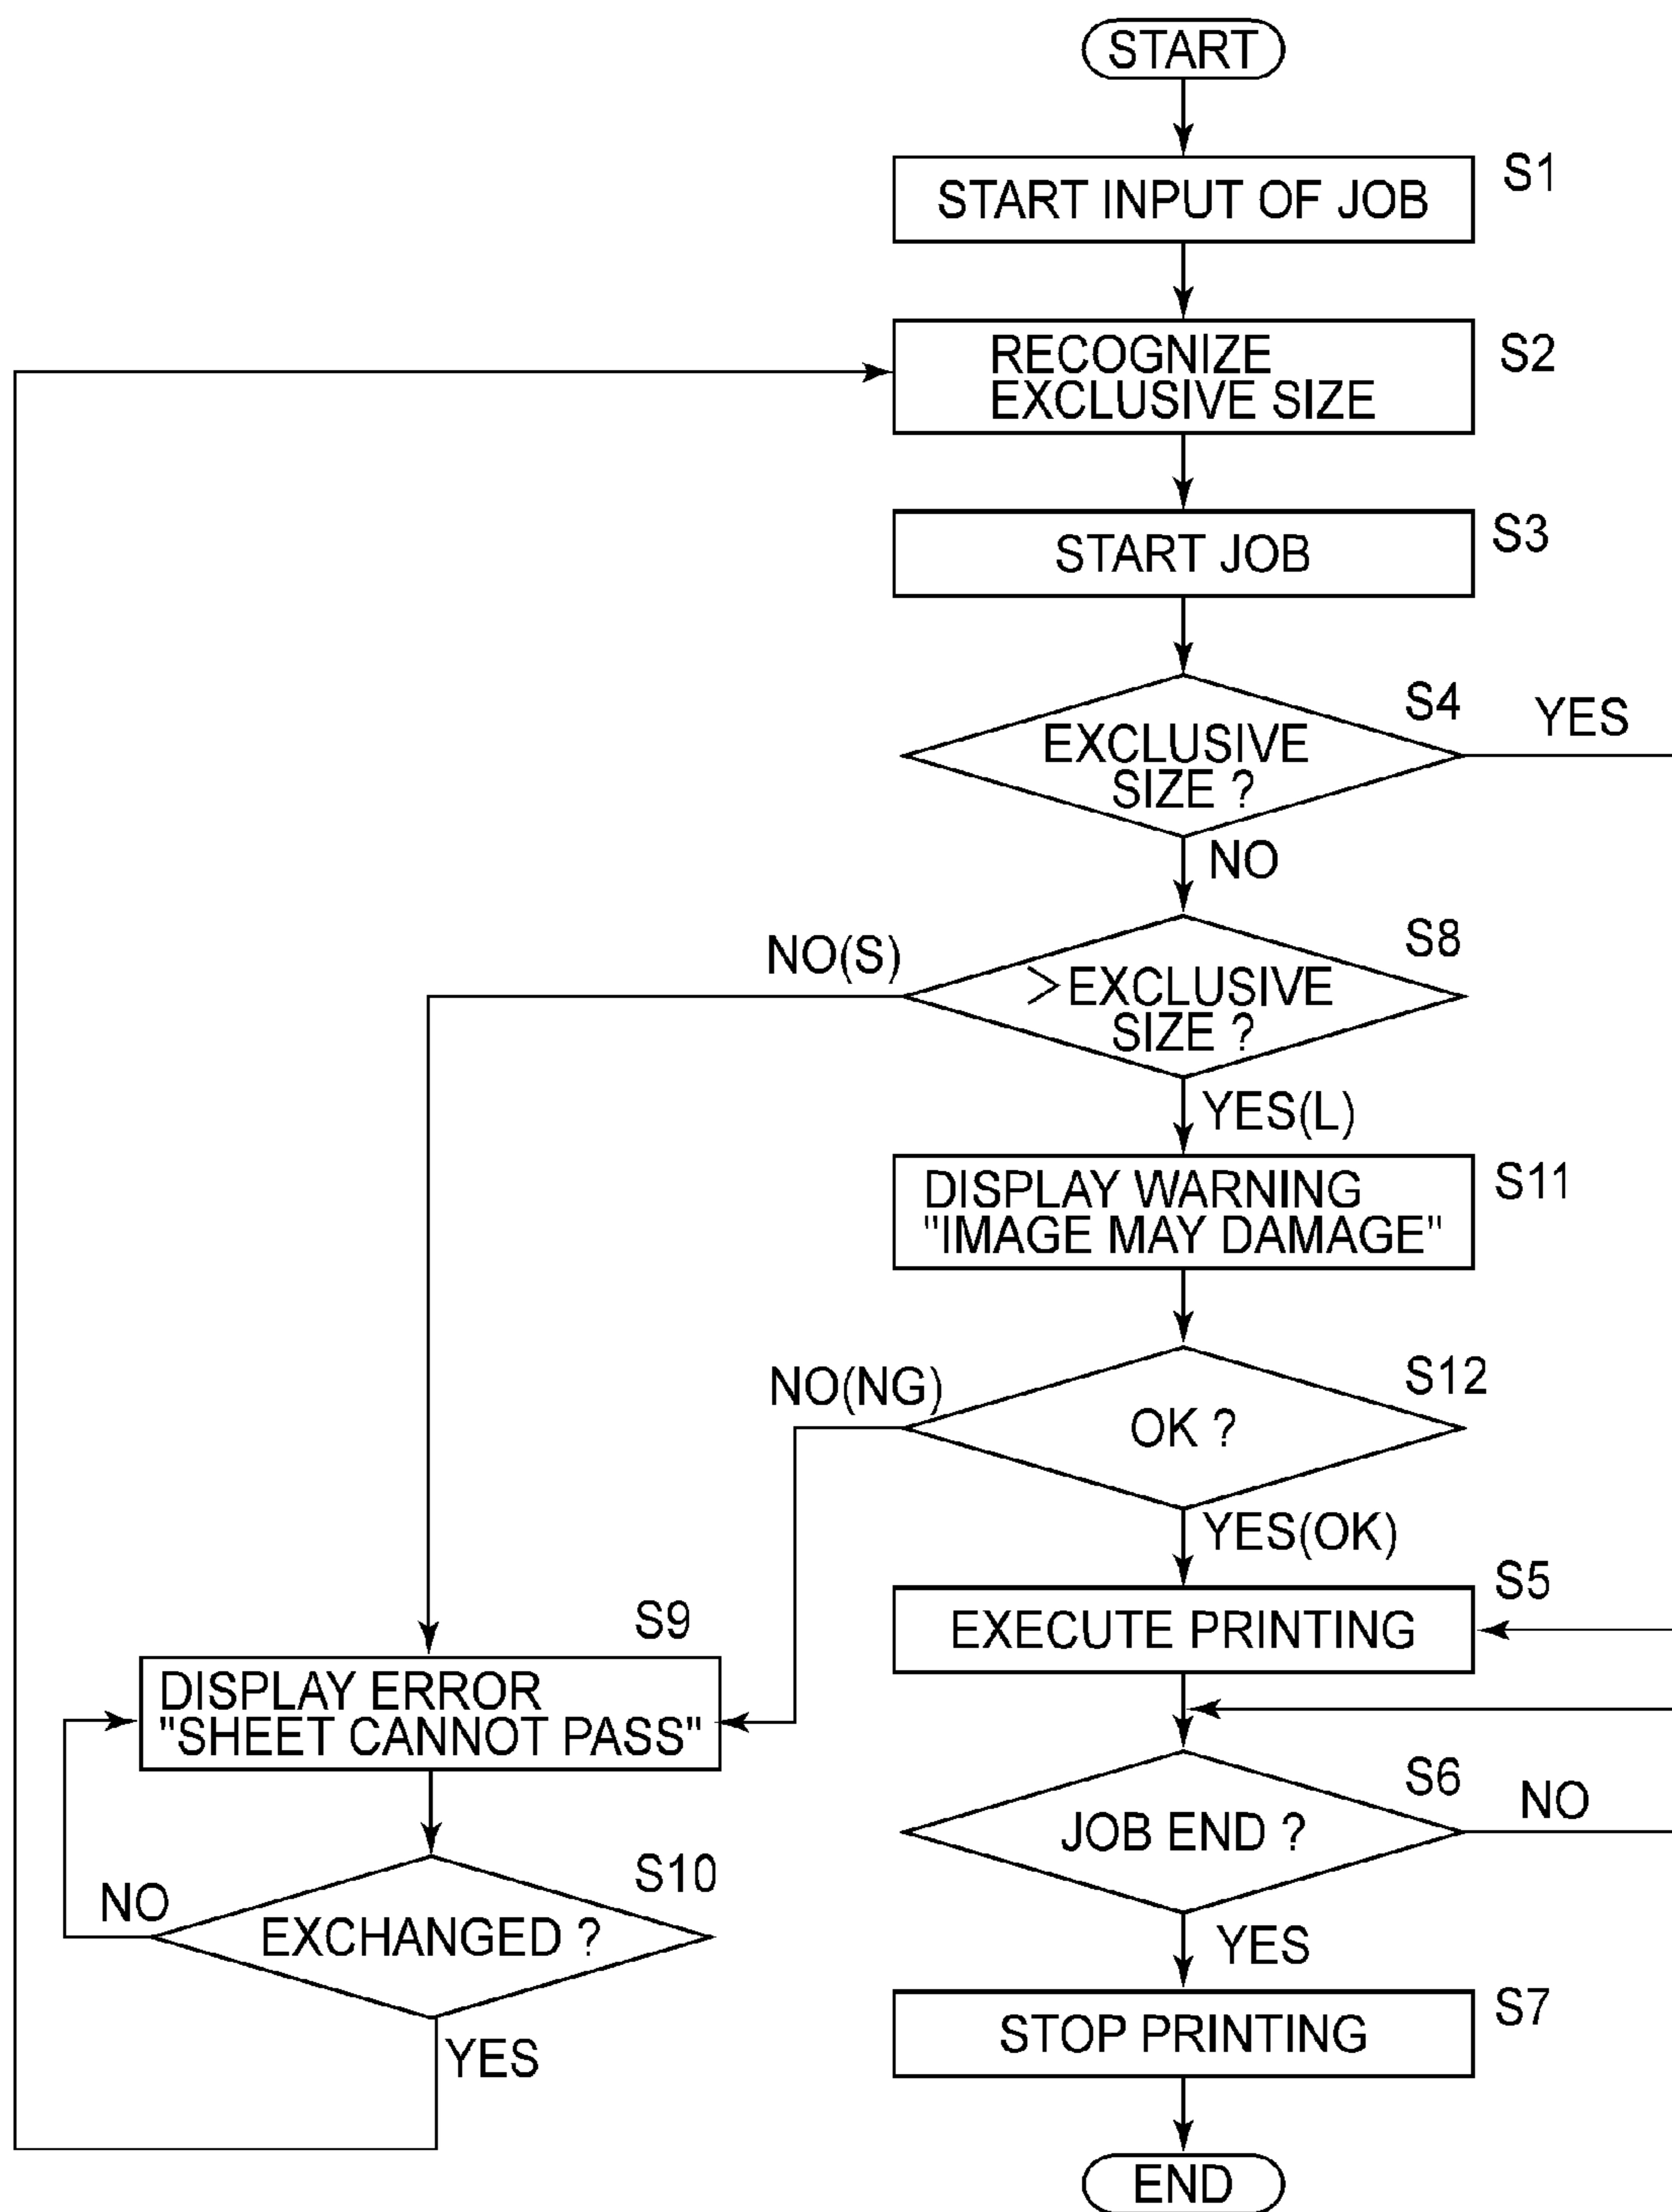 START
START INPUT OF JOB
S1
RECOGNIZE
EXCLUSIVE SIZE
S2
START JOB
S3
EXCLUSIVE
SIZE ?
S4
YES
NO
>EXCLUSIVE
SIZE ?
S8
NO(S)
YES(L)
DISPLAY WARNING
"IMAGE MAY DAMAGE"
S11
OK ?
S12
NO(NG)
YES(OK)
EXECUTE PRINTING
S5
S9
DISPLAY ERROR
"SHEET CANNOT PASS"
JOB END ?
S6
NO
S10
EXCHANGED ?
NO
YES
YES
STOP PRINTING
S7
END